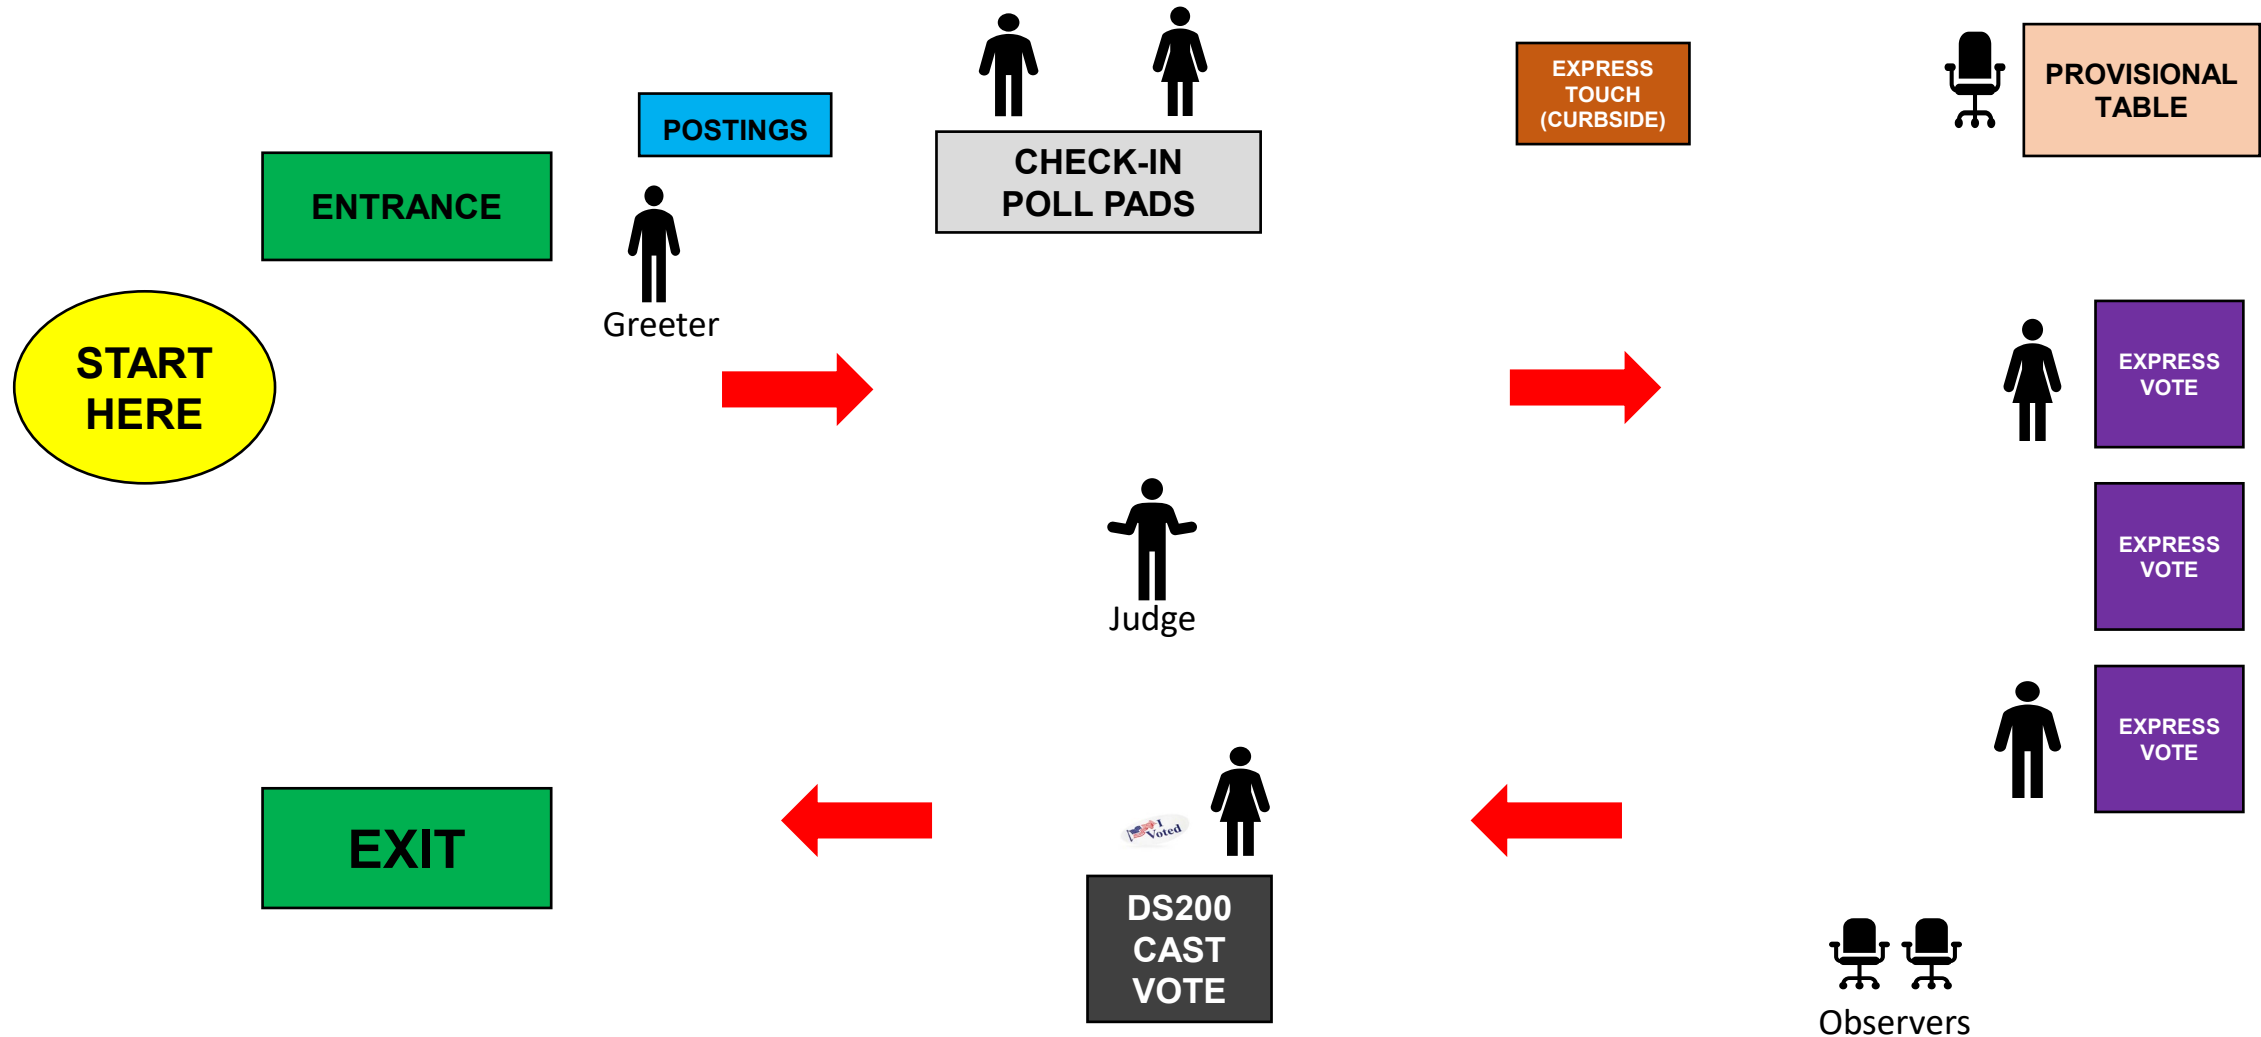 POSTINGS
CHECK-IN
POLL PADS
EXPRESS
TOUCH
(CURBSIDE)
PROVISIONAL
TABLE
ENTRANCE
Greeter
START
HERE
EXPRESS
VOTE
EXPRESS
VOTE
Judge
EXPRESS
VOTE
I
Voted
EXIT
DS200
CAST
VOTE
Observers